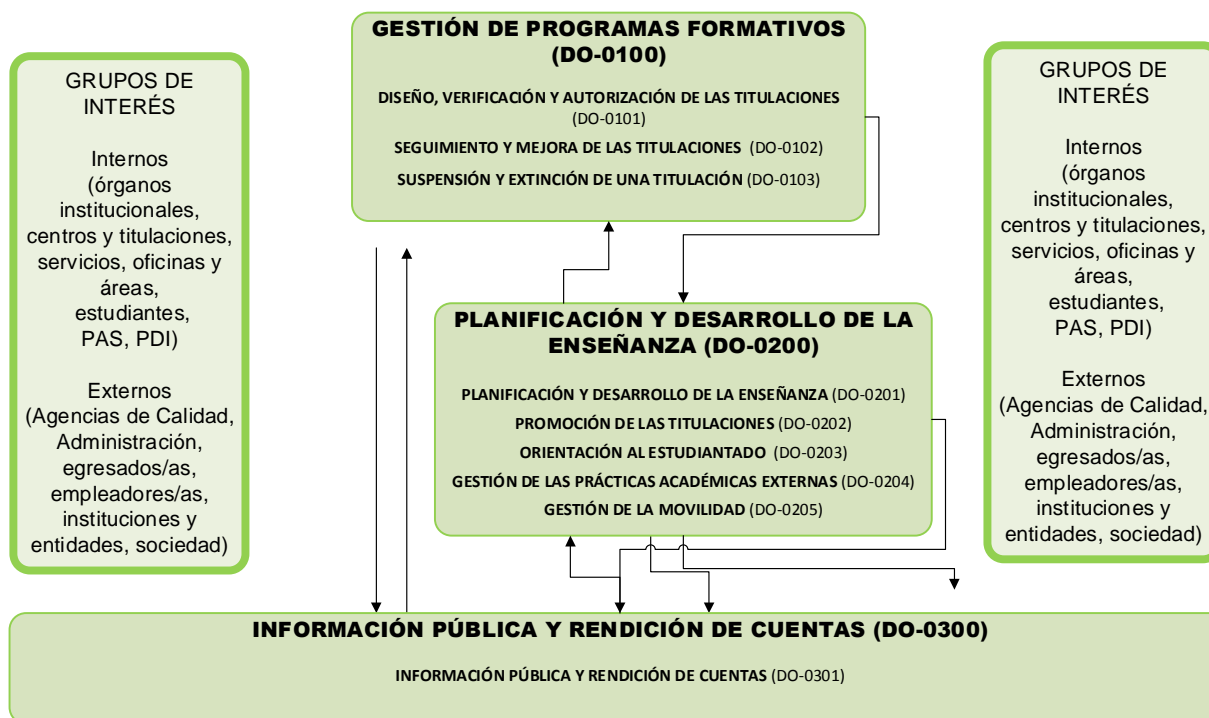 GESTIÓN DE PROGRAMAS FORMATIVOS
(DO-0100)
DISEÑO, VERIFICACIÓN Y AUTORIZACIÓN DE LAS TITULACIONES
(DO-0101)
SEGUIMIENTO Y MEJORA DE LAS TITULACIONES (DO-0102)
SUSPENSIÓN Y EXTINCIÓN DE UNA TITULACIÓN (DO-0103)
GRUPOS DE
INTERÉS
Internos
(órganos
institucionales,
centros y titulaciones,
servicios, oficinas y
áreas,
estudiantes,
PAS, PDI)
Externos
(Agencias de Calidad,
Administración,
egresados/as,
empleadores/as,
instituciones y
entidades, sociedad)
PLANIFICACIÓN Y DESARROLLO DE LA
ENSEÑANZA (DO-0200)
PLANIFICACIÓN Y DESARROLLO DE LA ENSEÑANZA (DO-0201)
PROMOCIÓN DE LAS TITULACIONES (DO-0202)
ORIENTACIÓN AL ESTUDIANTADO (DO-0203)
GESTIÓN DE LAS PRÁCTICAS ACADÉMICAS EXTERNAS (DO-0204)
GESTIÓN DE LA MOVILIDAD (DO-0205)
GRUPOS DE
INTERÉS
Internos
(órganos
institucionales,
centros y titulaciones,
servicios, oficinas y
áreas,
estudiantes,
PAS, PDI)
Externos
(Agencias de Calidad,
Administración,
egresados/as,
empleadores/as,
instituciones y
entidades, sociedad)
INFORMACIÓN PÚBLICA Y RENDICIÓN DE CUENTAS (DO-0300)
INFORMACIÓN PÚBLICA Y RENDICIÓN DE CUENTAS (DO-0301)